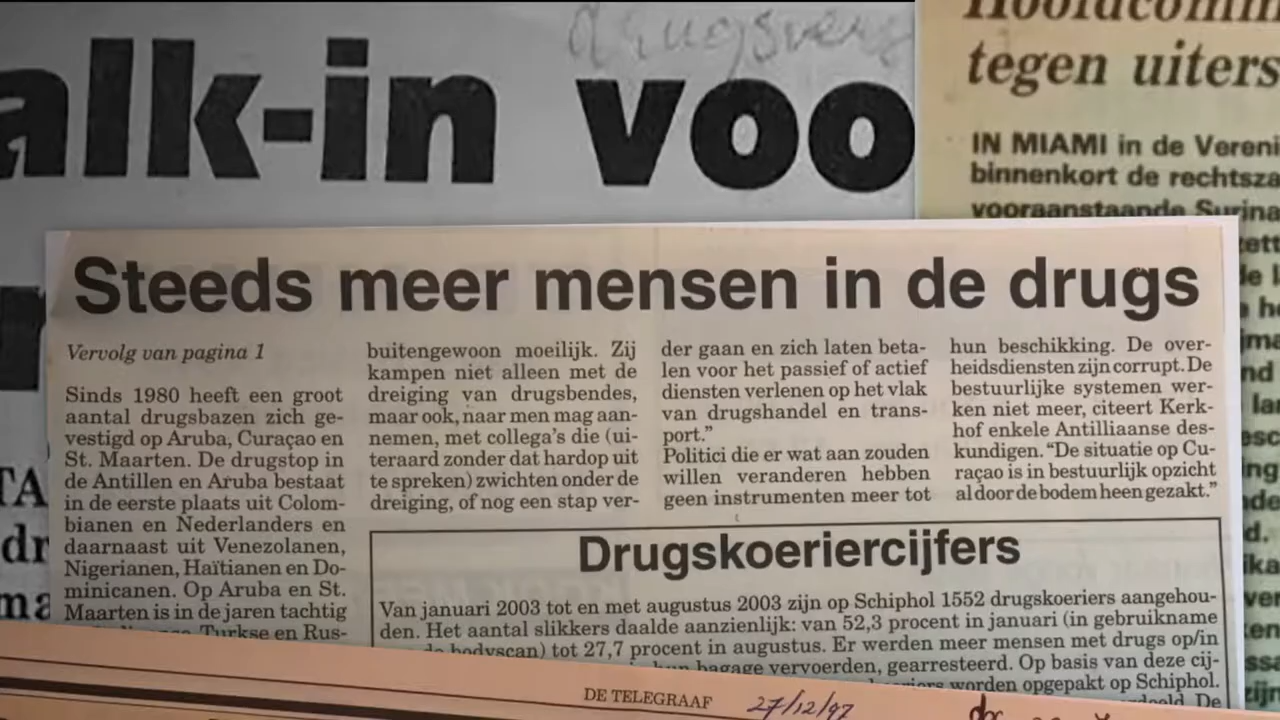 drugsver
alk-in voo
Hoofdcomm
tegen uiters
IN MIAMI in de Vereni
binnenkort de rechtsza
vooraanstaande Surina
Steeds meer mensen in de drugs
Vervolg van pagina 1
Sinds 1980 heeft een groot
aantal drugsbazen zich ge-
vestigd op Aruba, Curaçao en
St. Maarten. De drugstop in
de Antillen en Aruba bestaat
in de eerste plaats uit Colom-
bianen en Nederlanders en
daarnaast uit Venezolanen,
Nigerianen, Haïtianen en Do-
minicanen. Op Aruba en St.
Maarten is in de jaren tachtig
Turkse en Rus-
buitengewoon moeilijk. Zij
kampen niet alleen met de
dreiging van drugsbendes,
maar ook, naar men mag aan-
nemen, met collega's die (ui-
teraard zonder dat hardop uit
te spreken) zwichten onder de
dreiging, of nog een stap ver-
der gaan en zich laten beta-
len voor het passief of actief
diensten verlenen op het vlak
van drugshandel en trans-
port.”
Politici die er wat aan zouden
willen veranderen hebben
geen instrumenten meer tot
hun beschikking. De over-
heidsdiensten zijn corrupt. De
bestuurlijke systemen wer-
ken niet meer, citeert Kerk-
hof enkele Antilliaanse des-
kundigen. “De situatie op Cu-
raçao is in bestuurlijk opzicht
al door de bodem heen gezakt.”
Drugskoeriercijfers
Van januari 2003 tot en met augustus 2003 zijn op Schiphol 1552 drugskoeriers aangehou-
den. Het aantal slikkers daalde aanzienlijk: van 52,3 procent in januari (in gebruikname
bodyscan) tot 27,7 procent in augustus. Er werden meer mensen met drugs op/in
hun bagage vervoerden, gearresteerd. Op basis van deze cij-
worden opgepakt op Schiphol.
De
DE TELEGRAAF
27/12/97